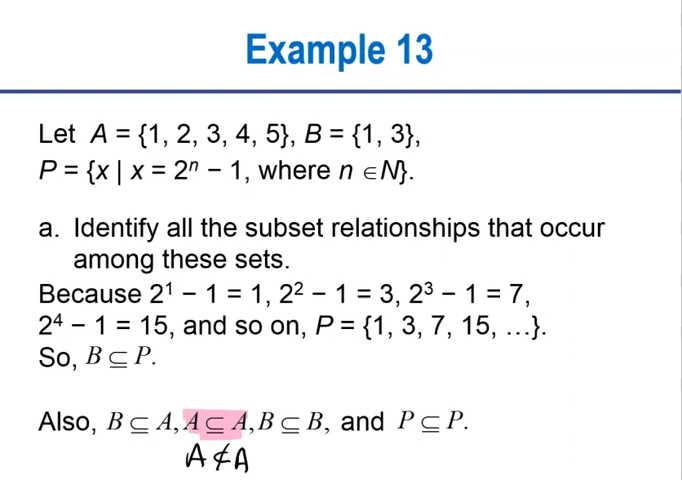 Example 13
Let A = {1, 2, 3, 4, 5}, B = {1, 3},
P = {x | x = 2ⁿ − 1, where n ∈N}.
a. Identify all the subset relationships that occur
among these sets.
Because 2¹ − 1 = 1, 2² − 1 = 3, 2³ − 1 = 7,
2⁴ − 1 = 15, and so on, P = {1, 3, 7, 15, …}.
So, B ⊆ P.
Also, B ⊆ A, A ⊆ A, B ⊆ B, and P ⊆ P.
A ⊄ A